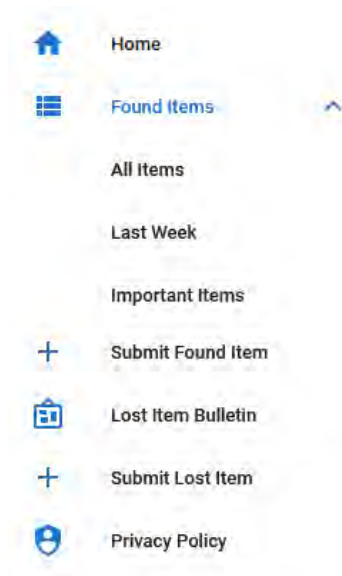 Home
Found Items
All Items
Last Week
Important Items
Submit Found Item
Lost Item Bulletin
Submit Lost Item
Privacy Policy